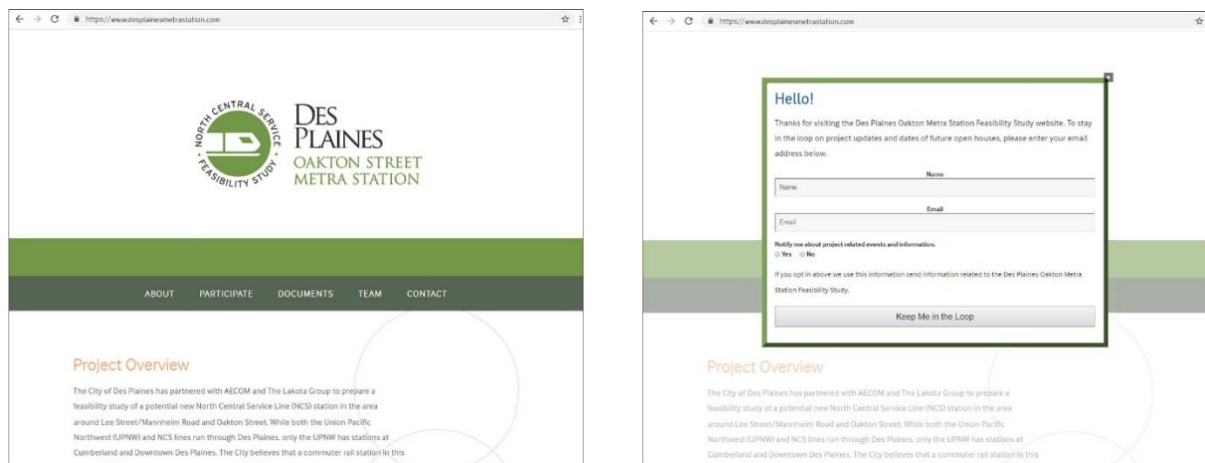 https://www.desplainesmetrastation.com
NORTH CENTRAL SERVICE
FEASIBILITY STUDY
DES
PLAINES
OAKTON STREET
METRA STATION
ABOUT PARTICIPATE DOCUMENTS TEAM CONTACT
Project Overview
The City of Des Plaines has partnered with AECOM and The Lakota Group to prepare a
feasibility study of a potential new North Central Service Line (NCS) station in the area
around Lee Street/Mannheim Road and Oakton Street. While both the Union Pacific
Northwest (UPNW) and NCS lines run through Des Plaines, only the UPNW has stations at
Cumberland and Downtown Des Plaines. The City believes that a commuter rail station in this
https://www.desplainesmetrastation.com
Hello!
Thanks for visiting the Des Plaines Oakton Metra Station Feasibility Study website. To stay
in the loop on project updates and dates of future open houses, please enter your email
address below.
Name
Name
Email
Email
Notify me about project related events and information.
Yes No
If you opt in above we use this information send information related to the Des Plaines Oakton Metra
Station Feasibility Study.
Keep Me in the Loop
Project Overview
The City of Des Plaines has partnered with AECOM and The Lakota Group to prepare a
feasibility study of a potential new North Central Service Line (NCS) station in the area
around Lee Street/Mannheim Road and Oakton Street. While both the Union Pacific
Northwest (UPNW) and NCS lines run through Des Plaines, only the UPNW has stations at
Cumberland and Downtown Des Plaines. The City believes that a commuter rail station in this